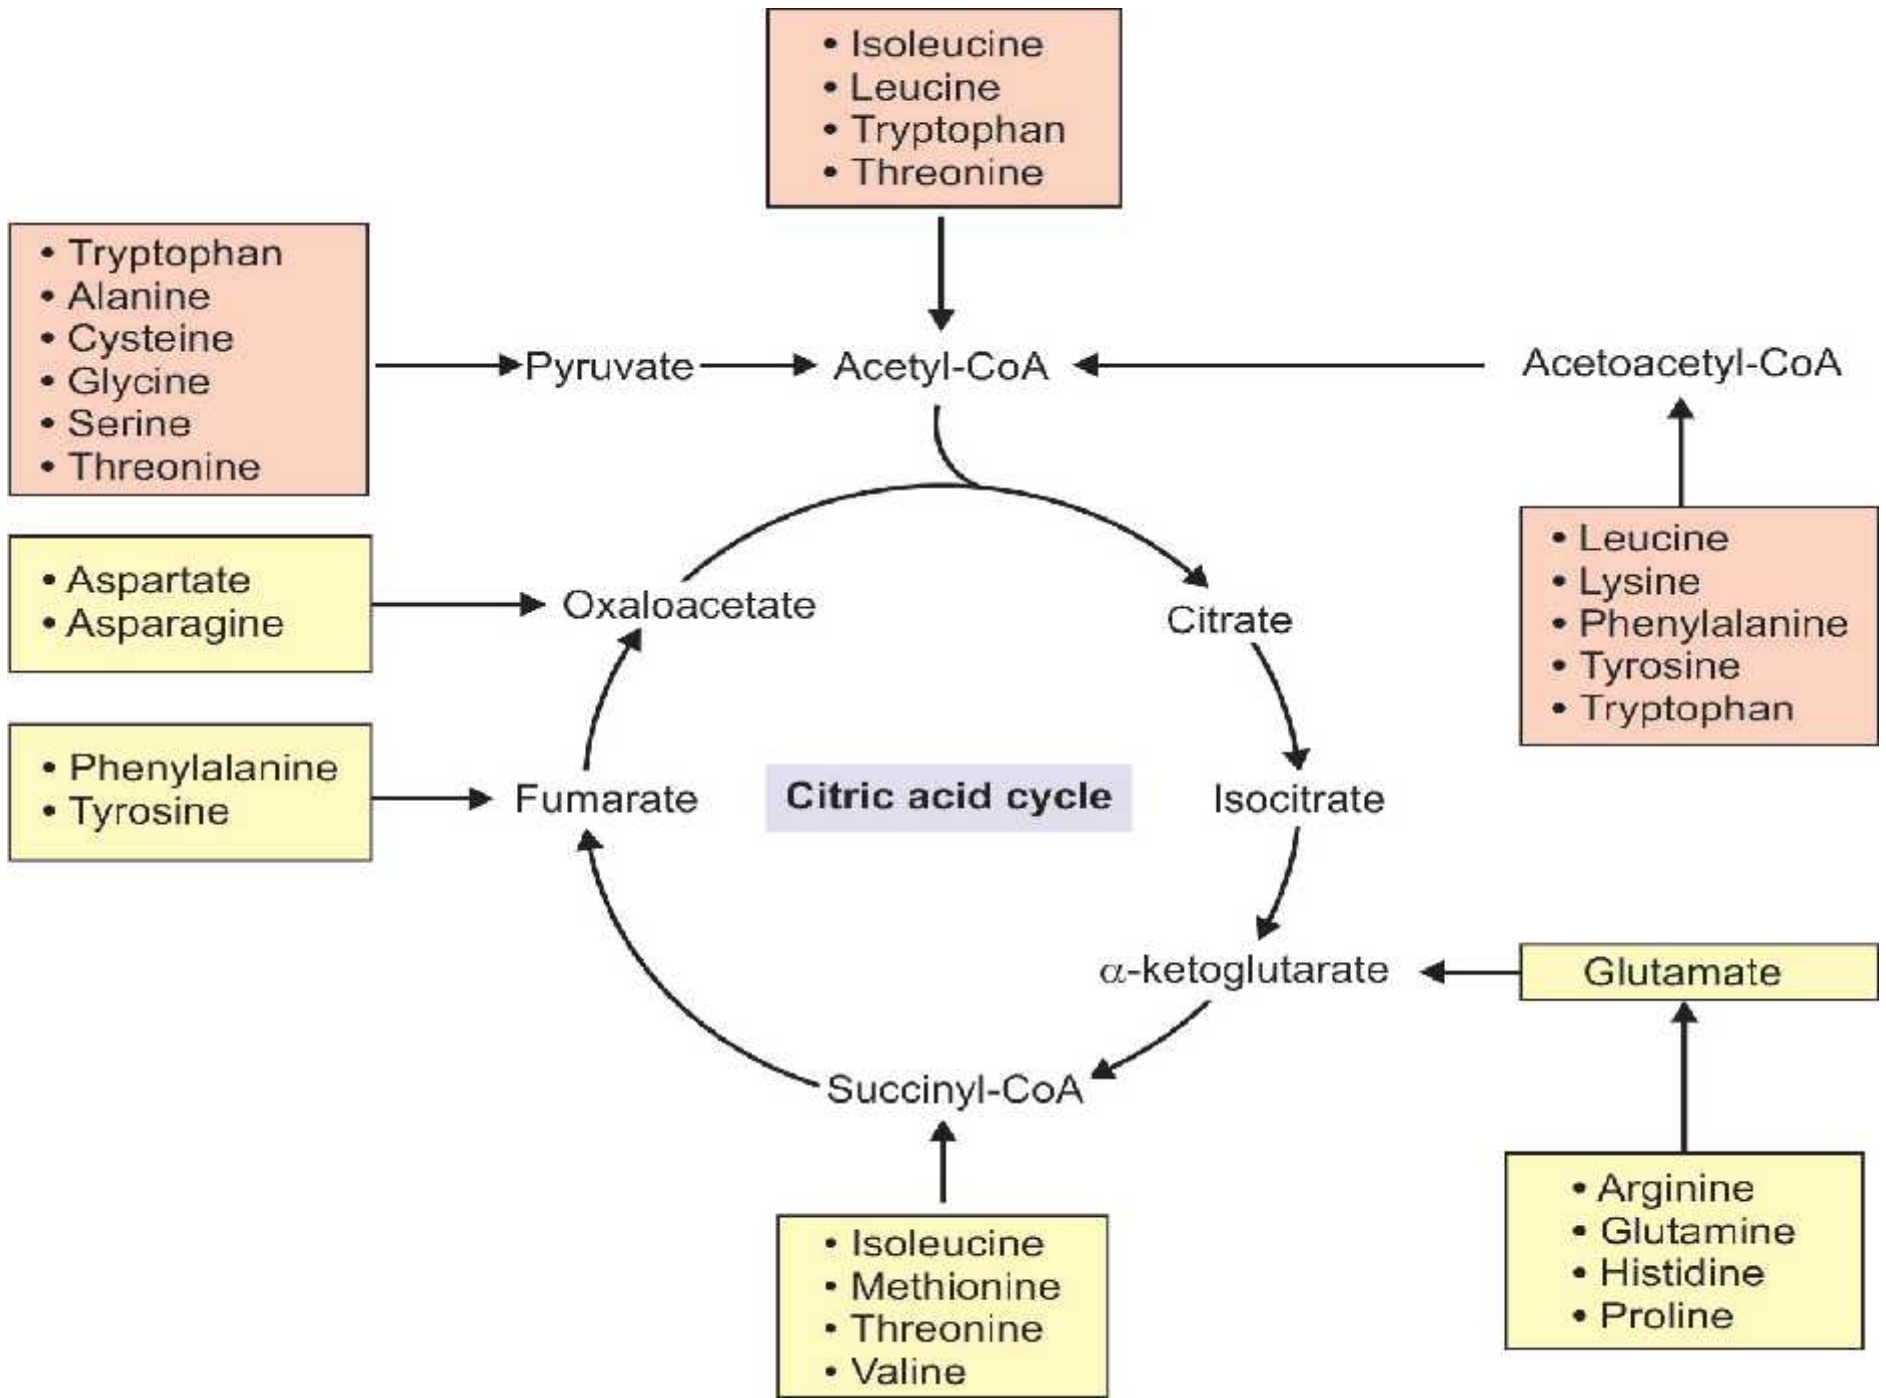 • Isoleucine
• Leucine
• Tryptophan
• Threonine
• Tryptophan
• Alanine
• Cysteine
• Glycine
• Serine
• Threonine
Pyruvate
Acetyl-CoA
Acetoacetyl-CoA
• Leucine
• Lysine
• Phenylalanine
• Tyrosine
• Tryptophan
• Aspartate
• Asparagine
Oxaloacetate
Citrate
• Phenylalanine
• Tyrosine
Fumarate
Citric acid cycle
Isocitrate
α-ketoglutarate
Glutamate
Succinyl-CoA
• Isoleucine
• Methionine
• Threonine
• Valine
• Arginine
• Glutamine
• Histidine
• Proline